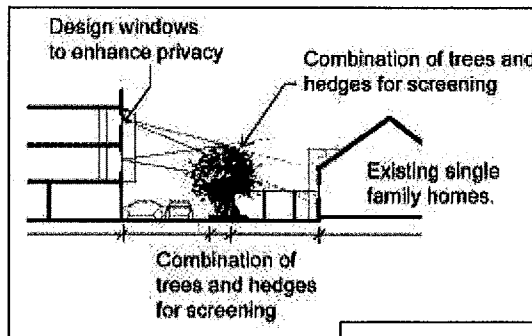 Design windows
to enhance privacy
Combination of trees and
hedges for screening
Existing single
family homes.
Combination of
trees and hedges
for screening